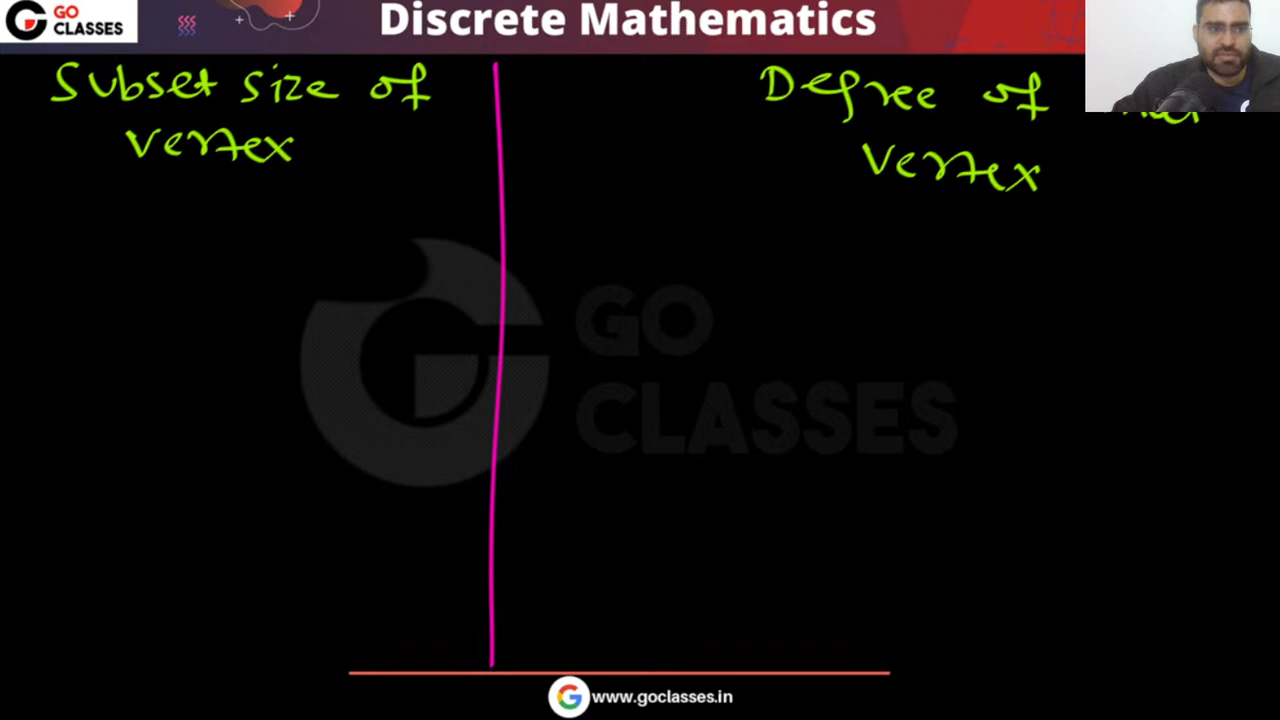 GO
CLASSES
Discrete Mathematics
Subset size of
vertex
Degree of
vertex
GO
CLASSES
www.goclasses.in